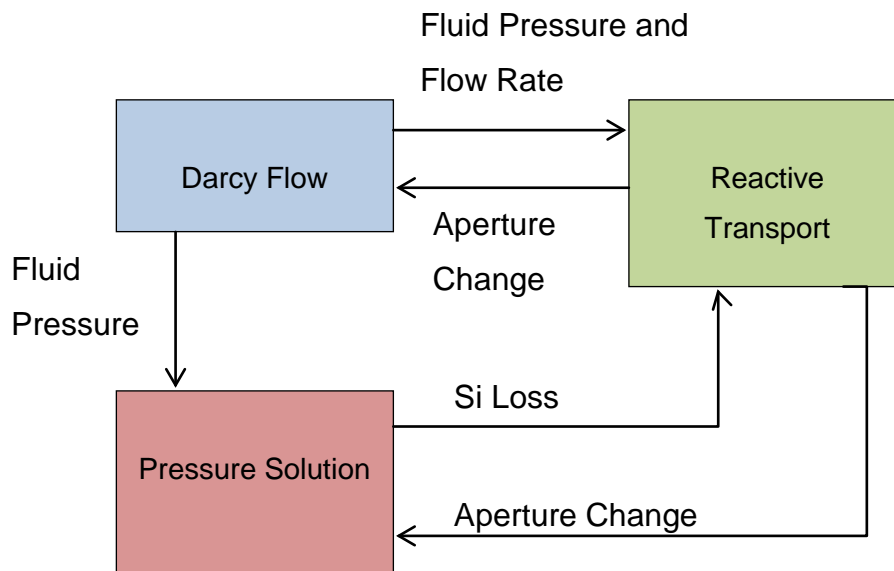 Fluid Pressure and
Flow Rate
Darcy Flow
Reactive
Transport
Aperture
Change
Fluid
Pressure
Si Loss
Pressure Solution
Aperture Change